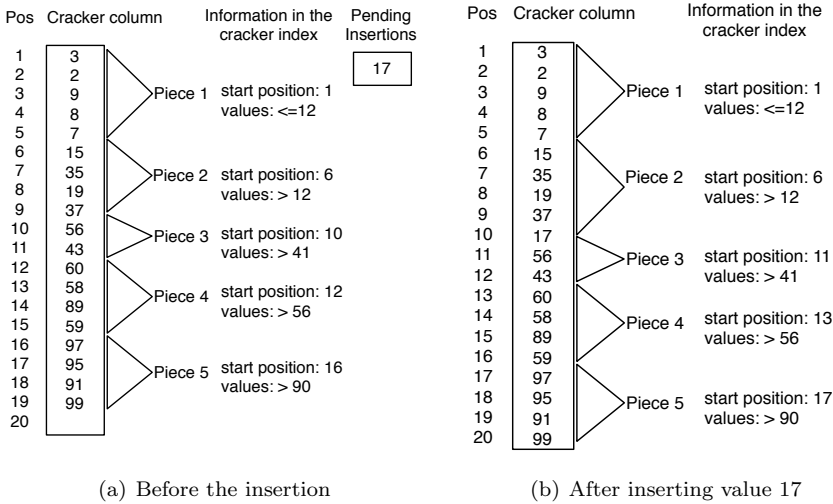 Pos Cracker column Information in the cracker index Pending Insertions
17
1 3
2 2
3 9
4 8
5 7
6 15
7 35
8 19
9 37
10 56
11 43
12 60
13 58
14 89
15 59
16 97
17 95
18 91
19 99
20
Piece 1 start position: 1
values: <=12
Piece 2 start position: 6
values: > 12
Piece 3 start position: 10
values: > 41
Piece 4 start position: 12
values: > 56
Piece 5 start position: 16
values: > 90
(a) Before the insertion
Pos Cracker column Information in the cracker index
1 3
2 2
3 9
4 8
5 7
6 15
7 35
8 19
9 37
10 17
11 56
12 43
13 60
14 58
15 89
16 59
17 97
18 95
19 91
20 99
Piece 1 start position: 1
values: <=12
Piece 2 start position: 6
values: > 12
Piece 3 start position: 11
values: > 41
Piece 4 start position: 13
values: > 56
Piece 5 start position: 17
values: > 90
(b) After inserting value 17